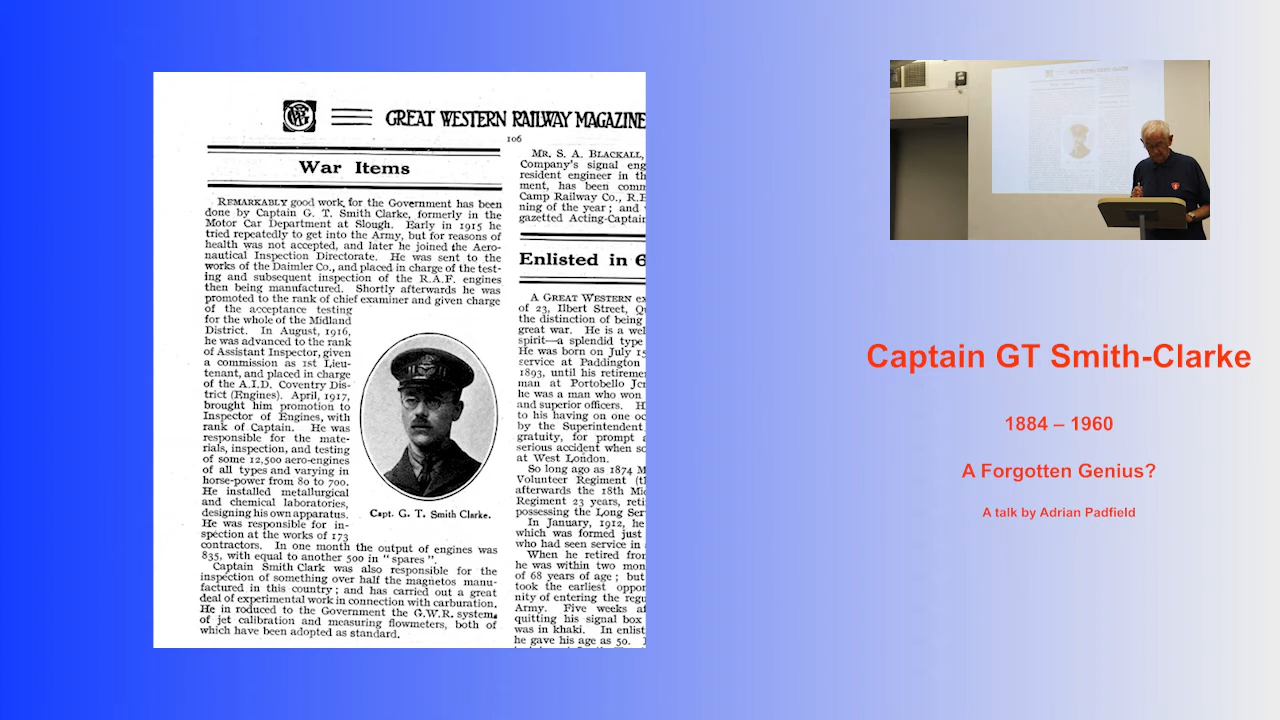 GREAT WESTERN RAILWAY MAGAZINE
106
War Items
REMARKABLY good work for the Government has been
done by Captain G. T. Smith Clarke, formerly in the
Motor Car Department at Slough. Early in 1915 he
tried repeatedly to get into the Army, but for reasons of
health was not accepted, and later he joined the Aero-
nautical Inspection Directorate. He was sent to the
works of the Daimler Co., and placed in charge of the test-
ing and subsequent inspection of the R.A.F. engines
then being manufactured. Shortly afterwards he was
promoted to the rank of chief examiner and given charge
of the acceptance testing
for the whole of the Midland
District. In August, 1916,
he was advanced to the rank
of Assistant Inspector, given
a commission as 1st Lieu-
tenant, and placed in charge
of the A.I.D. Coventry Dis-
trict (Engines). April, 1917,
brought him promotion to
Inspector of Engines, with
rank of Captain. He was
responsible for the mate-
rials, inspection, and testing
of some 12,500 aero-engines
of all types and varying in
horse-power from 80 to 700.
He installed metallurgical
and chemical laboratories,
designing his own apparatus.
He was responsible for in-
spection at the works of 173
contractors. In one month the output of engines was
835, with equal to another 500 in "spares".
Captain Smith Clark was also responsible for the
inspection of something over half the magnetos manu-
factured in this country; and has carried out a great
deal of experimental work in connection with carburation.
He in roduced to the Government the G.W.R. system
of jet calibration and measuring flowmeters, both of
which have been adopted as standard.
Capt. G. T. Smith Clarke.
MR. S. A. BLACKALL,
Company's signal eng
resident engineer in th
ment, has been comm
Camp Railway Co., R.E
ning of the year; and
gazetted Acting-Captain
Enlisted in 6
A GREAT WESTERN ex
of 23, Ilbert Street, Qu
the distinction of being
great war. He is a wel
spirit—a splendid type
He was born on July 15
service at Paddington
1893, until his retiremen
man at Portobello Jcn
he was a man who won
and superior officers. H
to his having on one oc
by the Superintendent
gratuity, for prompt a
serious accident when so
at West London.
So long ago as 1874 M
Volunteer Regiment (th
afterwards the 18th Mid
Regiment 23 years, reti
possessing the Long Ser
In January, 1912, he
which was formed just
who had seen service in
When he retired from
he was within two mon
of 68 years of age; but
took the earliest oppor
nity of entering the regu
Army. Five weeks af
quitting his signal box
was in khaki. In enlist
he gave his age as 50.
Captain GT Smith-Clarke
1884 – 1960
A Forgotten Genius?
A talk by Adrian Padfield